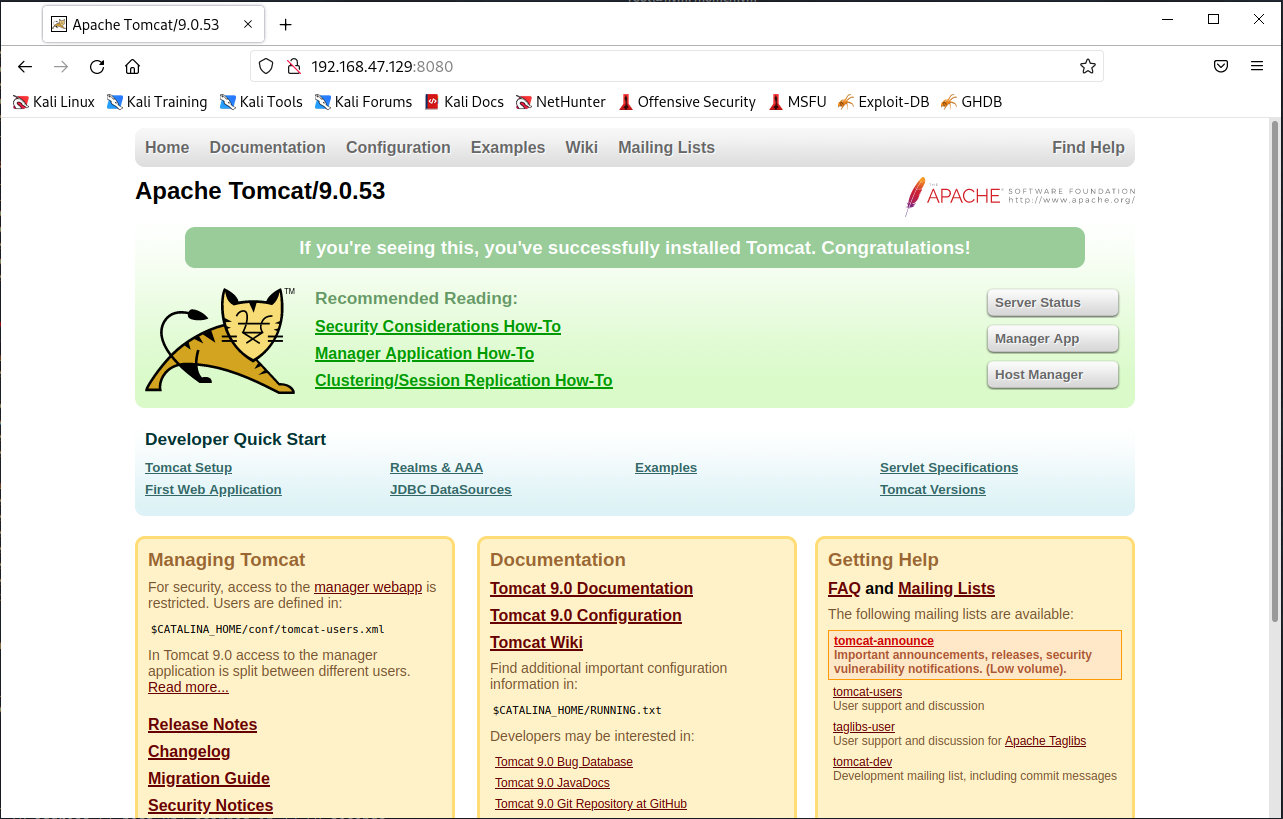 Apache Tomcat/9.0.53
192.168.47.129:8080
Kali Linux Kali Training Kali Tools Kali Forums Kali Docs NetHunter Offensive Security MSFU Exploit-DB GHDB
Home Documentation Configuration Examples Wiki Mailing Lists Find Help
Apache Tomcat/9.0.53
THE APACHE® SOFTWARE FOUNDATION
http://www.apache.org/
If you're seeing this, you've successfully installed Tomcat. Congratulations!
TM
Recommended Reading:
Security Considerations How-To
Manager Application How-To
Clustering/Session Replication How-To
Server Status
Manager App
Host Manager
Developer Quick Start
Tomcat Setup
First Web Application
Realms & AAA
JDBC DataSources
Examples
Servlet Specifications
Tomcat Versions
Managing Tomcat
For security, access to the manager webapp is
restricted. Users are defined in:
$CATALINA_HOME/conf/tomcat-users.xml
In Tomcat 9.0 access to the manager
application is split between different users.
Read more...
Release Notes
Changelog
Migration Guide
Security Notices
Documentation
Tomcat 9.0 Documentation
Tomcat 9.0 Configuration
Tomcat Wiki
Find additional important configuration
information in:
$CATALINA_HOME/RUNNING.txt
Developers may be interested in:
Tomcat 9.0 Bug Database
Tomcat 9.0 JavaDocs
Tomcat 9.0 Git Repository at GitHub
Getting Help
FAQ and Mailing Lists
The following mailing lists are available:
tomcat-announce
Important announcements, releases, security
vulnerability notifications. (Low volume).
tomcat-users
User support and discussion
taglibs-user
User support and discussion for Apache Taglibs
tomcat-dev
Development mailing list, including commit messages